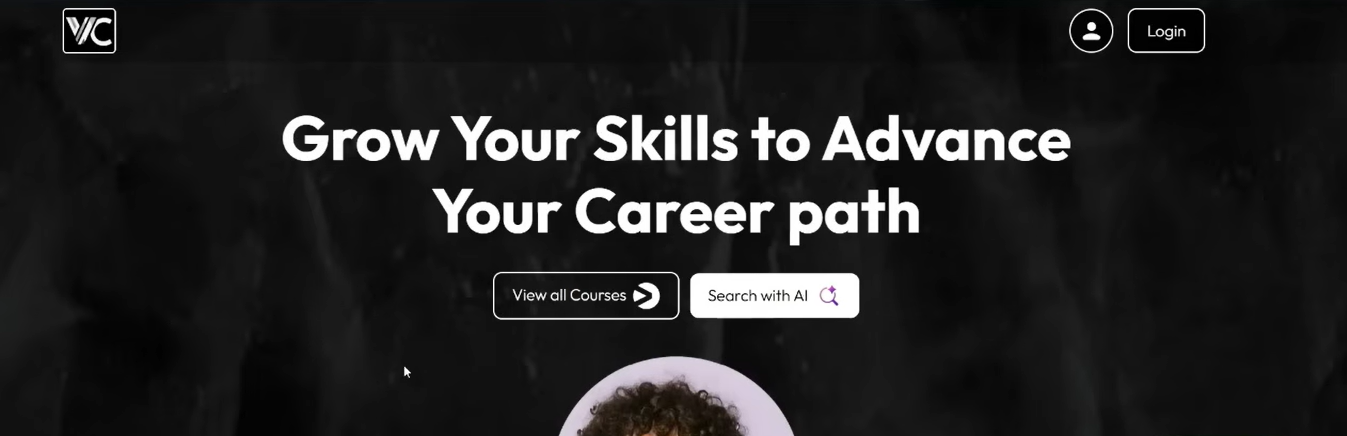 VC
Login
Grow Your Skills to Advance
Your Career path
View all Courses
Search with AI